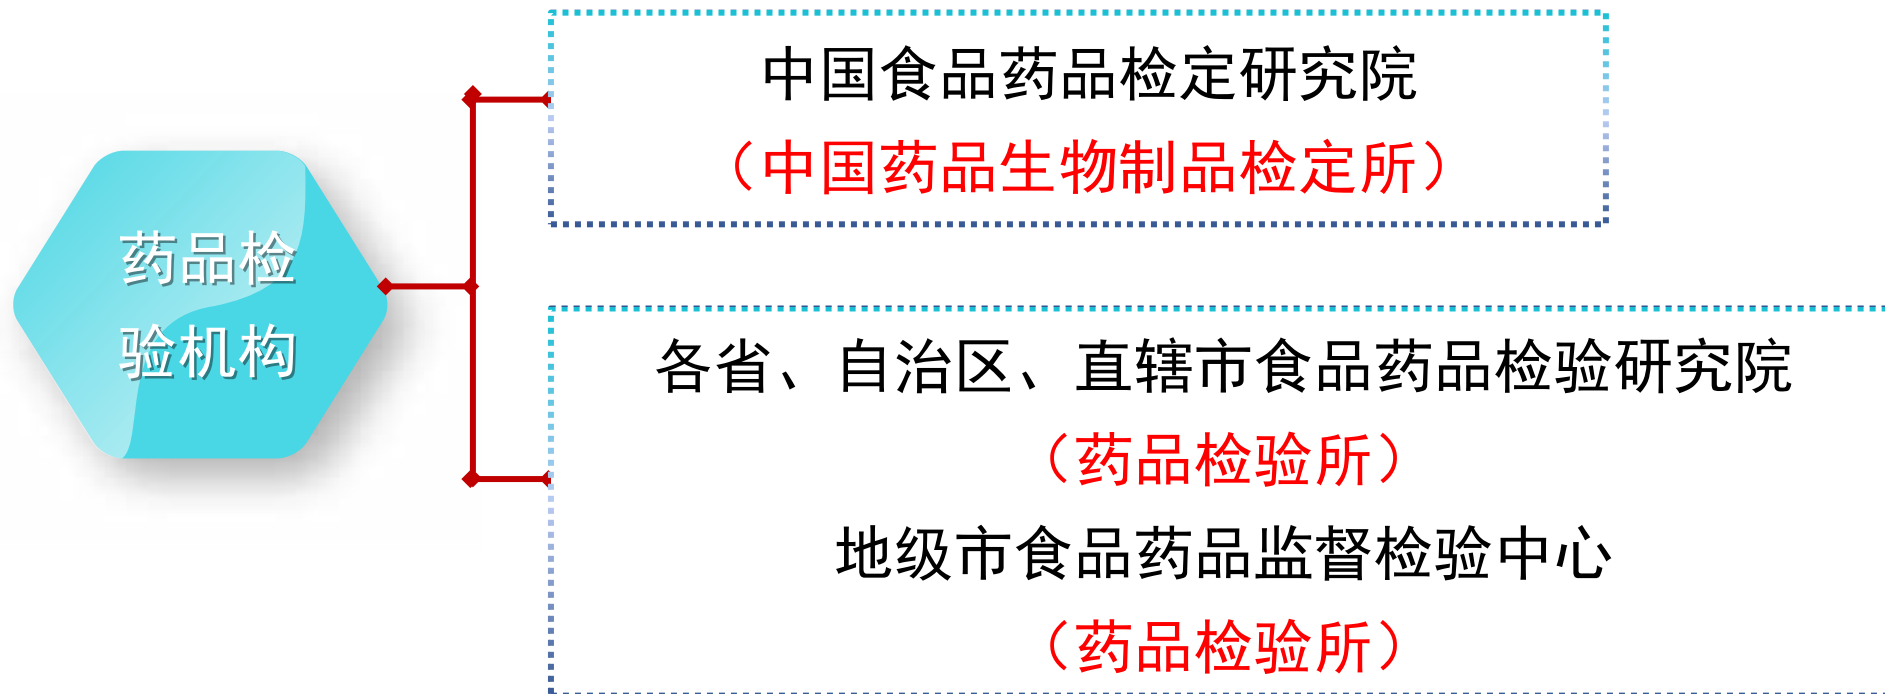 药品检
验机构
中国食品药品检定研究院
（中国药品生物制品检定所）
各省、自治区、直辖市食品药品检验研究院
（药品检验所）
地级市食品药品监督检验中心
（药品检验所）